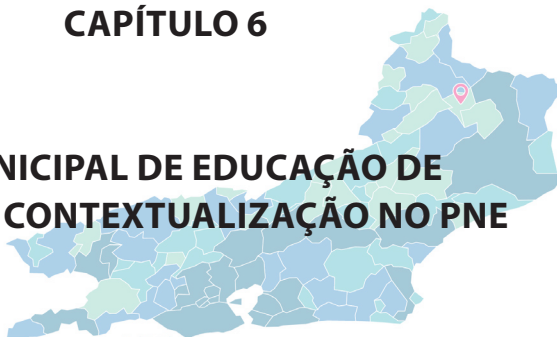 CAPÍTULO 6
NICIPAL DE EDUCAÇÃO DE
CONTEXTUALIZAÇÃO NO PNE